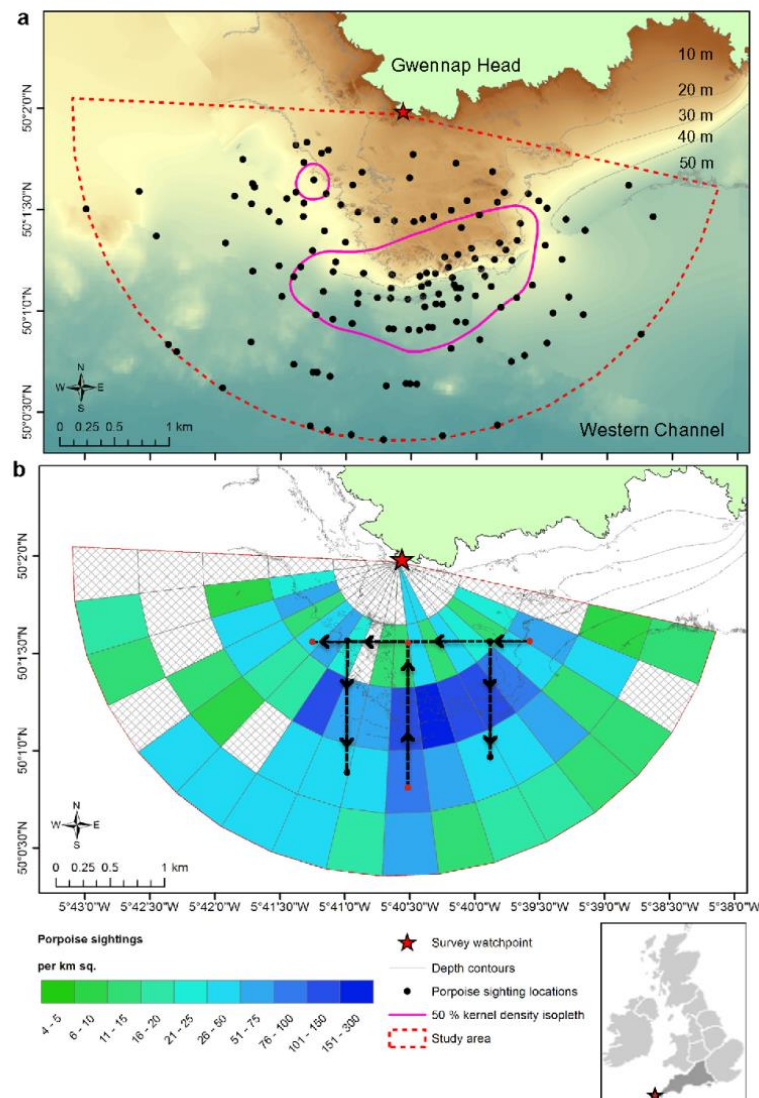 a
Gwennap Head
10 m
20 m
30 m
40 m
50 m
50°2'0"N
50°1'30"N
50°1'0"N
50°0'30"N
N
W E
S
0 0.25 0.5 1 km
Western Channel
b
50°2'0"N
50°1'30"N
50°1'0"N
50°0'30"N
N
W E
S
0 0.25 0.5 1 km
5°43'0"W 5°42'30"W 5°42'0"W 5°41'30"W 5°41'0"W 5°40'30"W 5°40'0"W 5°39'30"W 5°39'0"W 5°38'30"W 5°38'0"W
Porpoise sightings
per km sq.
4 - 5
6 - 10
11 - 15
16 - 20
21 - 25
26 - 50
51 - 75
76 - 100
101 - 150
151 - 300
Survey watchpoint
Depth contours
Porpoise sighting locations
50 % kernel density isopleth
Study area